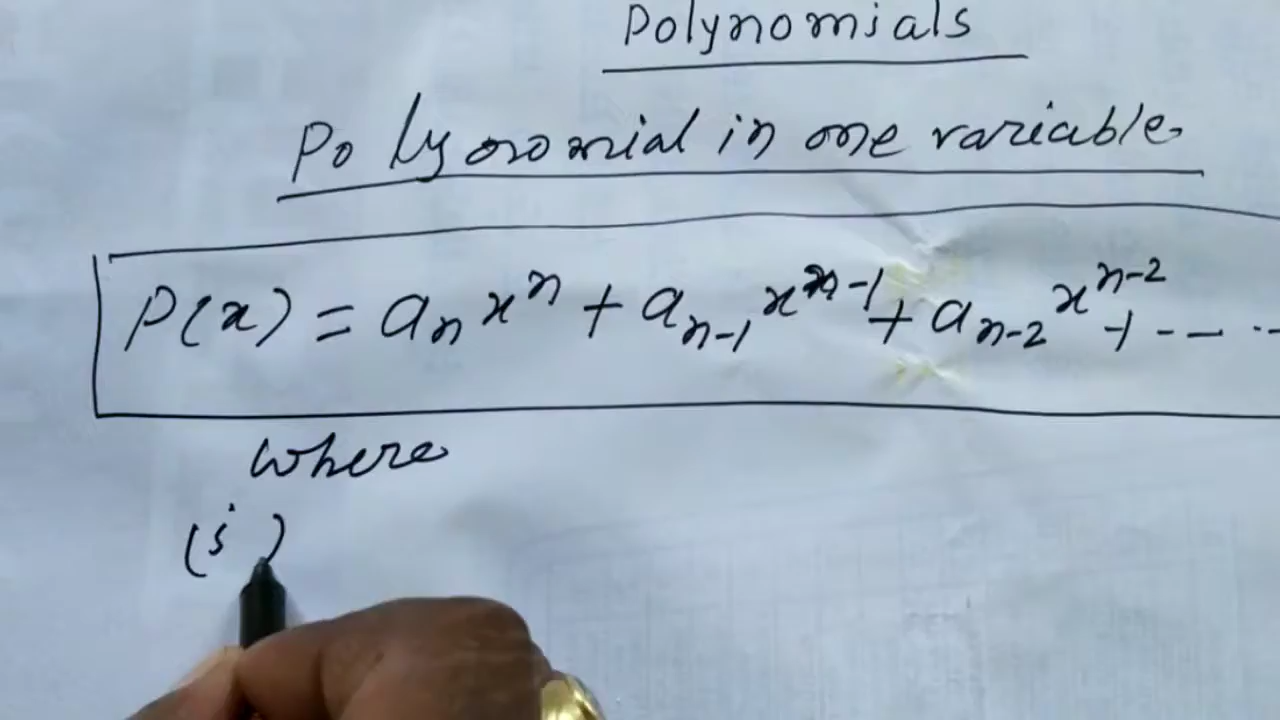 Polynomials
Polynomial in one variable
P(x) = aₙxⁿ + aₙ₋₁xⁿ⁻¹ + aₙ₋₂xⁿ⁻² + - - - -
where
(i)